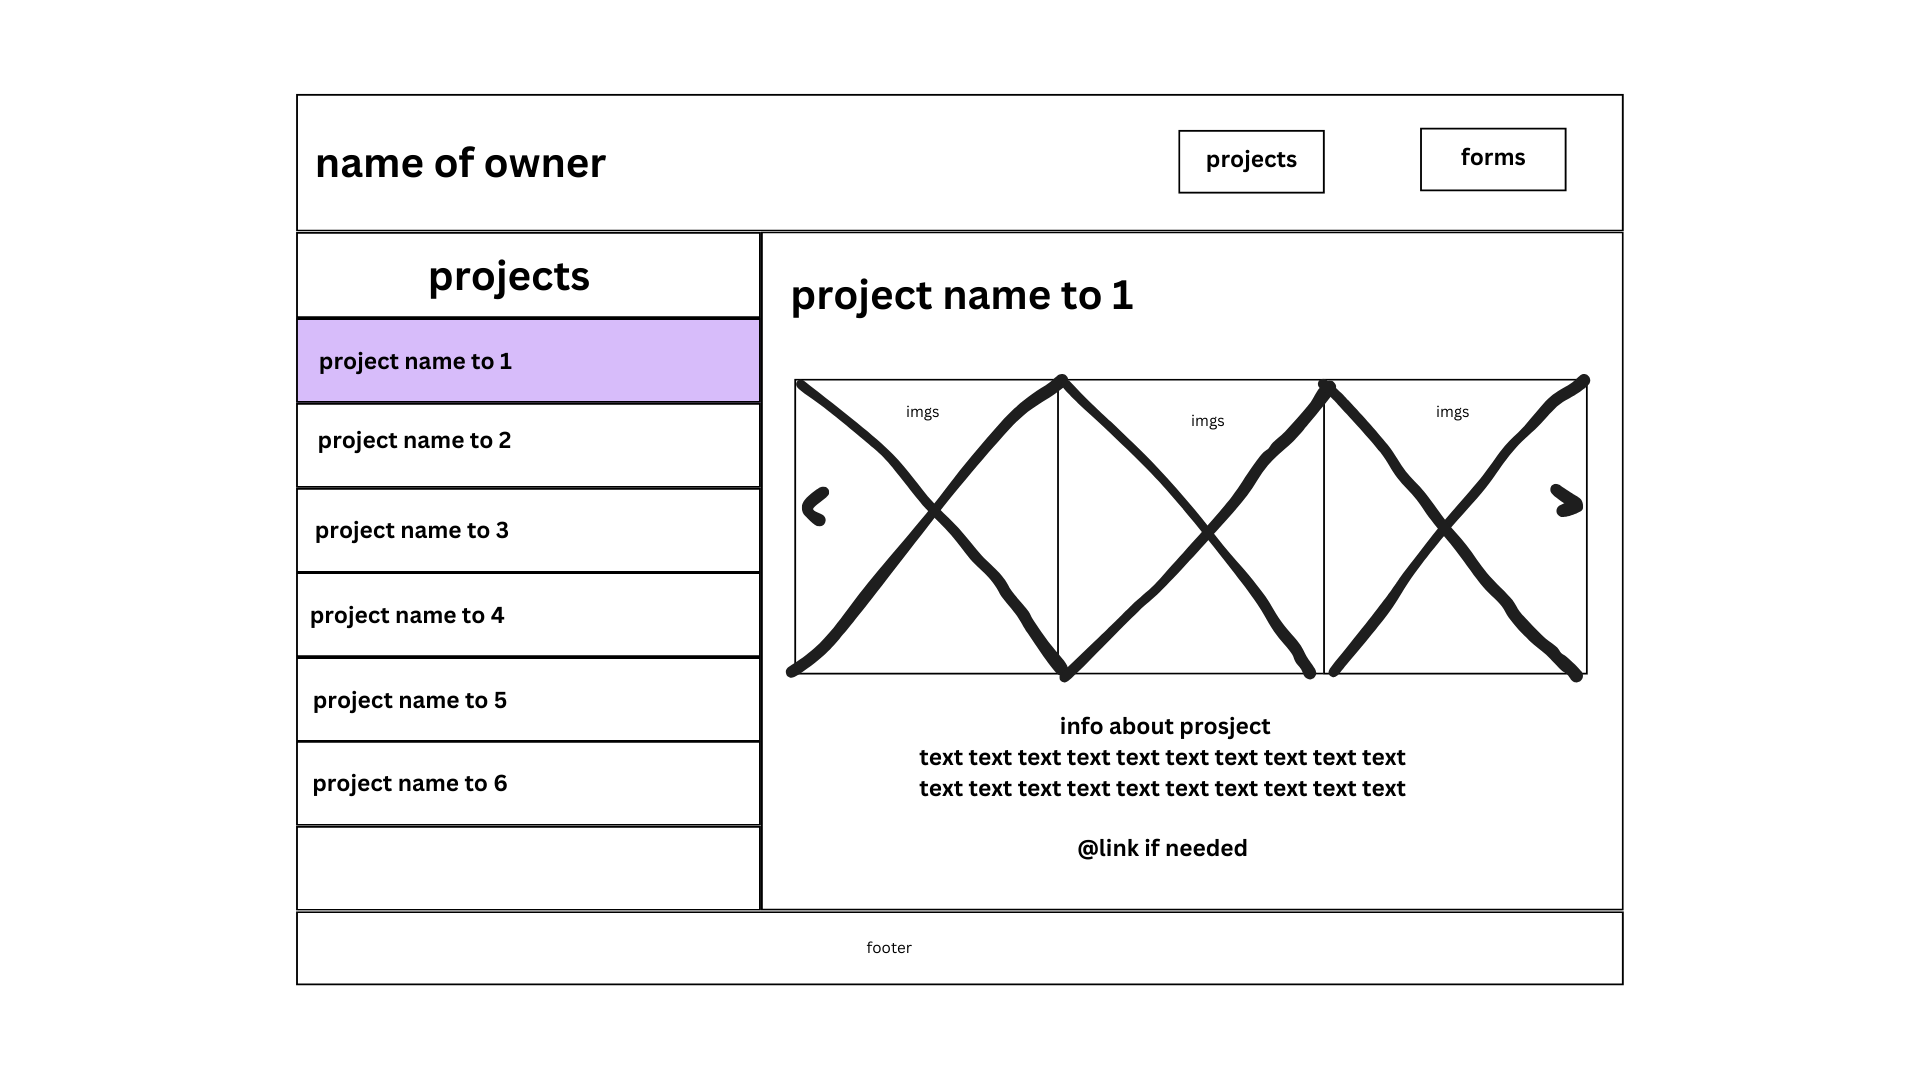 name of owner
projects
forms
projects
project name to 1
project name to 2
project name to 3
project name to 4
project name to 5
project name to 6
project name to 1
imgs
imgs
imgs
<
>
info about prosject
text text text text text text text text text text
text text text text text text text text text text
@link if needed
footer